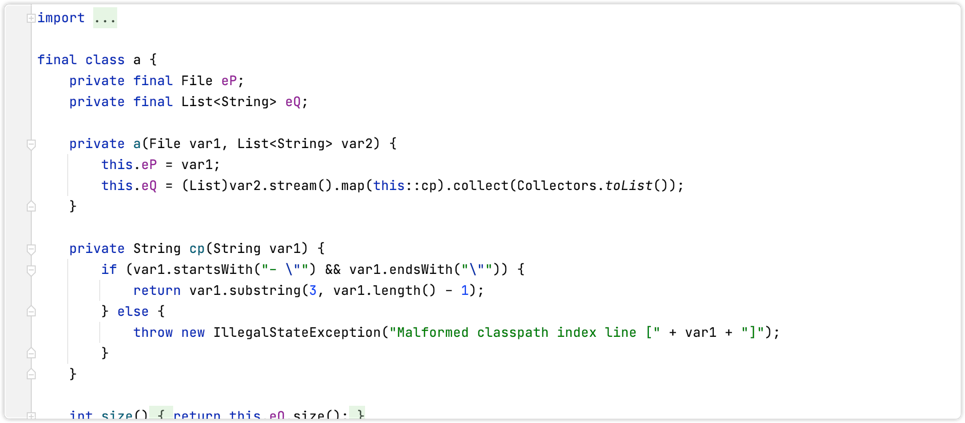 import ...
final class a {
    private final File eP;
    private final List<String> eQ;
    private a(File var1, List<String> var2) {
        this.eP = var1;
        this.eQ = (List)var2.stream().map(this::cp).collect(Collectors.toList());
    }
    private String cp(String var1) {
        if (var1.startsWith("- \"") && var1.endsWith("\"")) {
            return var1.substring(3, var1.length() - 1);
        } else {
            throw new IllegalStateException("Malformed classpath index line [" + var1 + "]");
        }
    }
    int size() { return this.eQ.size(); }